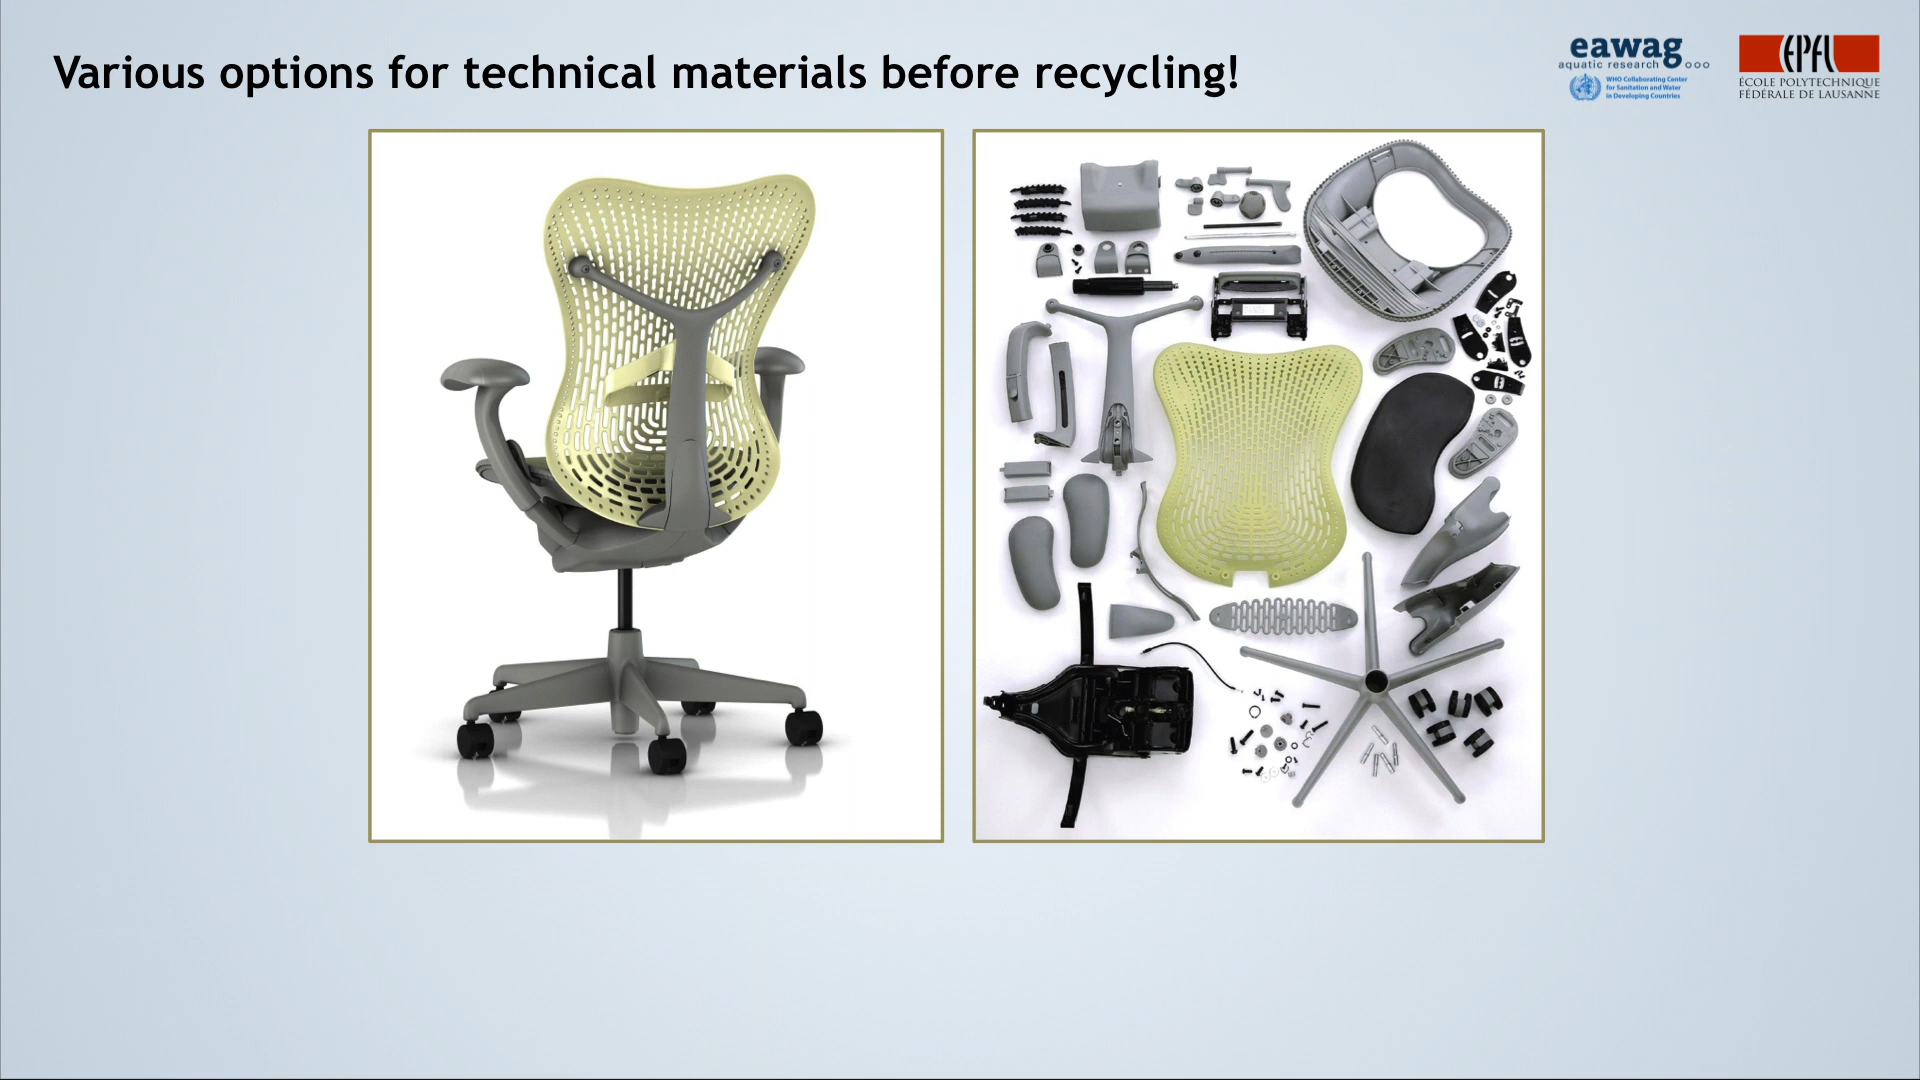 Various options for technical materials before recycling!
eawag
aquatic research
WHO Collaborating Center
for Sanitation and Water
in Developing Countries
EPFL
ÉCOLE POLYTECHNIQUE
FÉDÉRALE DE LAUSANNE